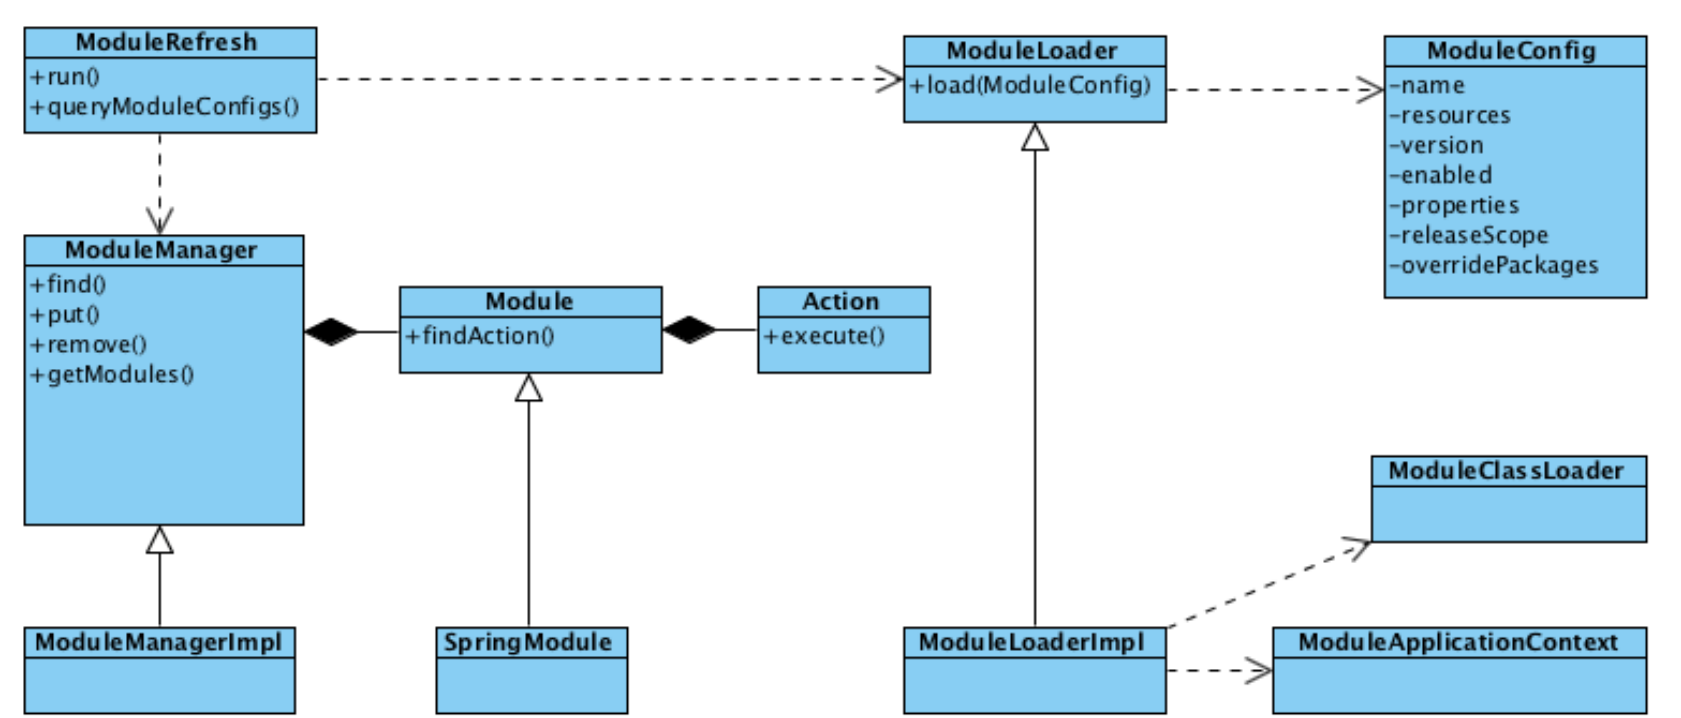 ModuleRefresh
+run()
+queryModuleConfigs()
ModuleLoader
+load(ModuleConfig)
ModuleConfig
-name
-resources
-version
-enabled
-properties
-releaseScope
-overridePackages
ModuleManager
+find()
+put()
+remove()
+getModules()
Module
+findAction()
Action
+execute()
ModuleClassLoader
ModuleManagerImpl
SpringModule
ModuleLoaderImpl
ModuleApplicationContext